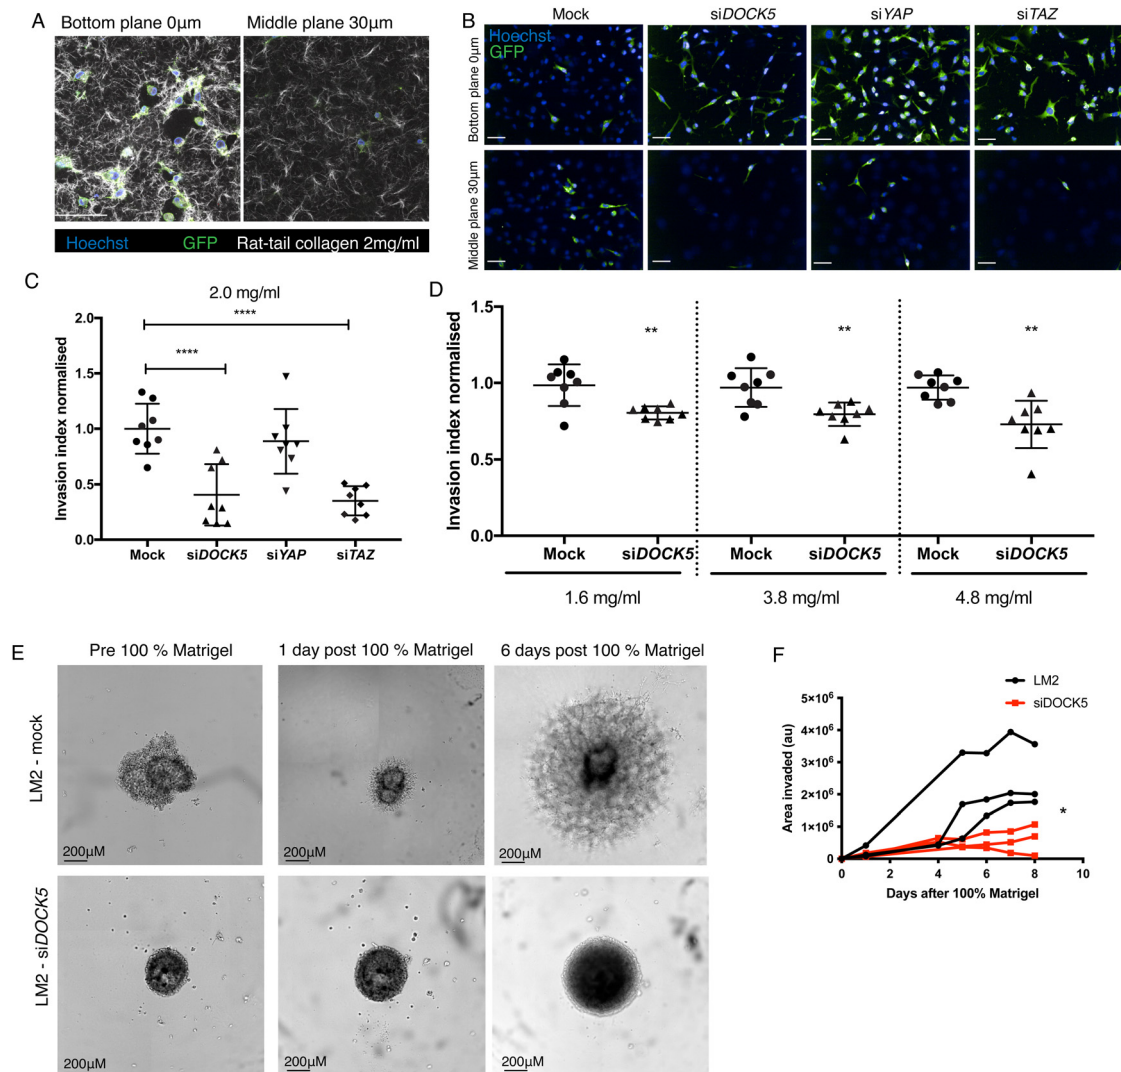 A
Bottom plane 0µm
Middle plane 30µm
Hoechst
GFP
Rat-tail collagen 2mg/ml
B
Mock
siDOCK5
siYAP
siTAZ
Hoechst
GFP
Bottom plane 0µm
Middle plane 30µm
C
2.0 mg/ml
****
****
Invasion index normalised
2.0
1.5
1.0
0.5
0.0
Mock
siDOCK5
siYAP
siTAZ
D
Invasion index normalised
1.5
1.0
0.5
0.0
**
**
**
Mock
siDOCK5
Mock
siDOCK5
Mock
siDOCK5
1.6 mg/ml
3.8 mg/ml
4.8 mg/ml
E
Pre 100 % Matrigel
1 day post 100 % Matrigel
6 days post 100 % Matrigel
LM2 - mock
200µM
200µM
200µM
LM2 - siDOCK5
200µM
200µM
200µM
F
LM2
siDOCK5
Area invaded (au)
5×10⁶
4×10⁶
3×10⁶
2×10⁶
1×10⁶
0
*
0
2
4
6
8
10
Days after 100% Matrigel